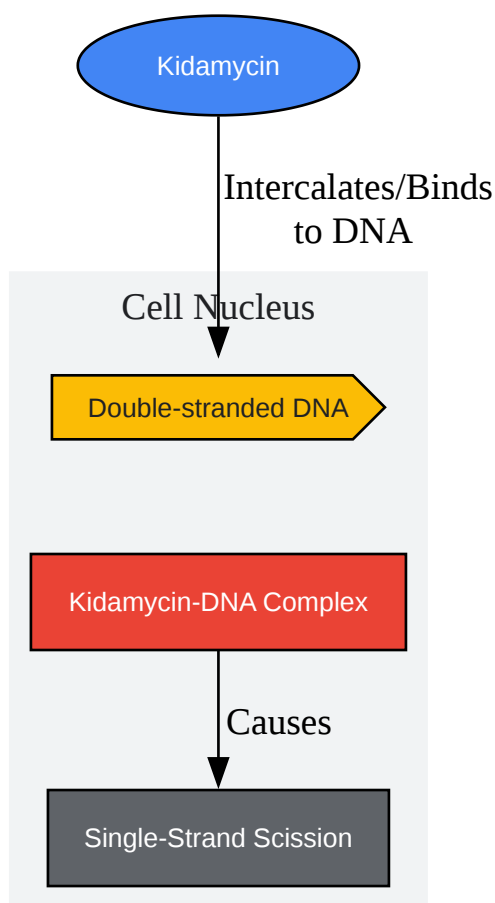 Kidamycin
Intercalates/Binds
to DNA
Cell Nucleus
Double-stranded DNA
Kidamycin-DNA Complex
Causes
Single-Strand Scission